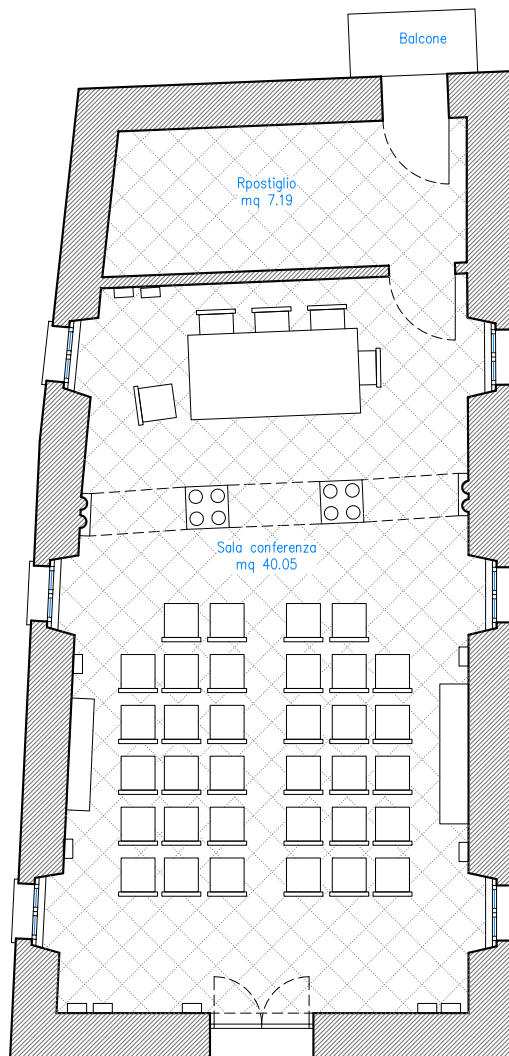 Balcone
Rpostiglio
mq 7.19
Sala conferenza
mq 40.05